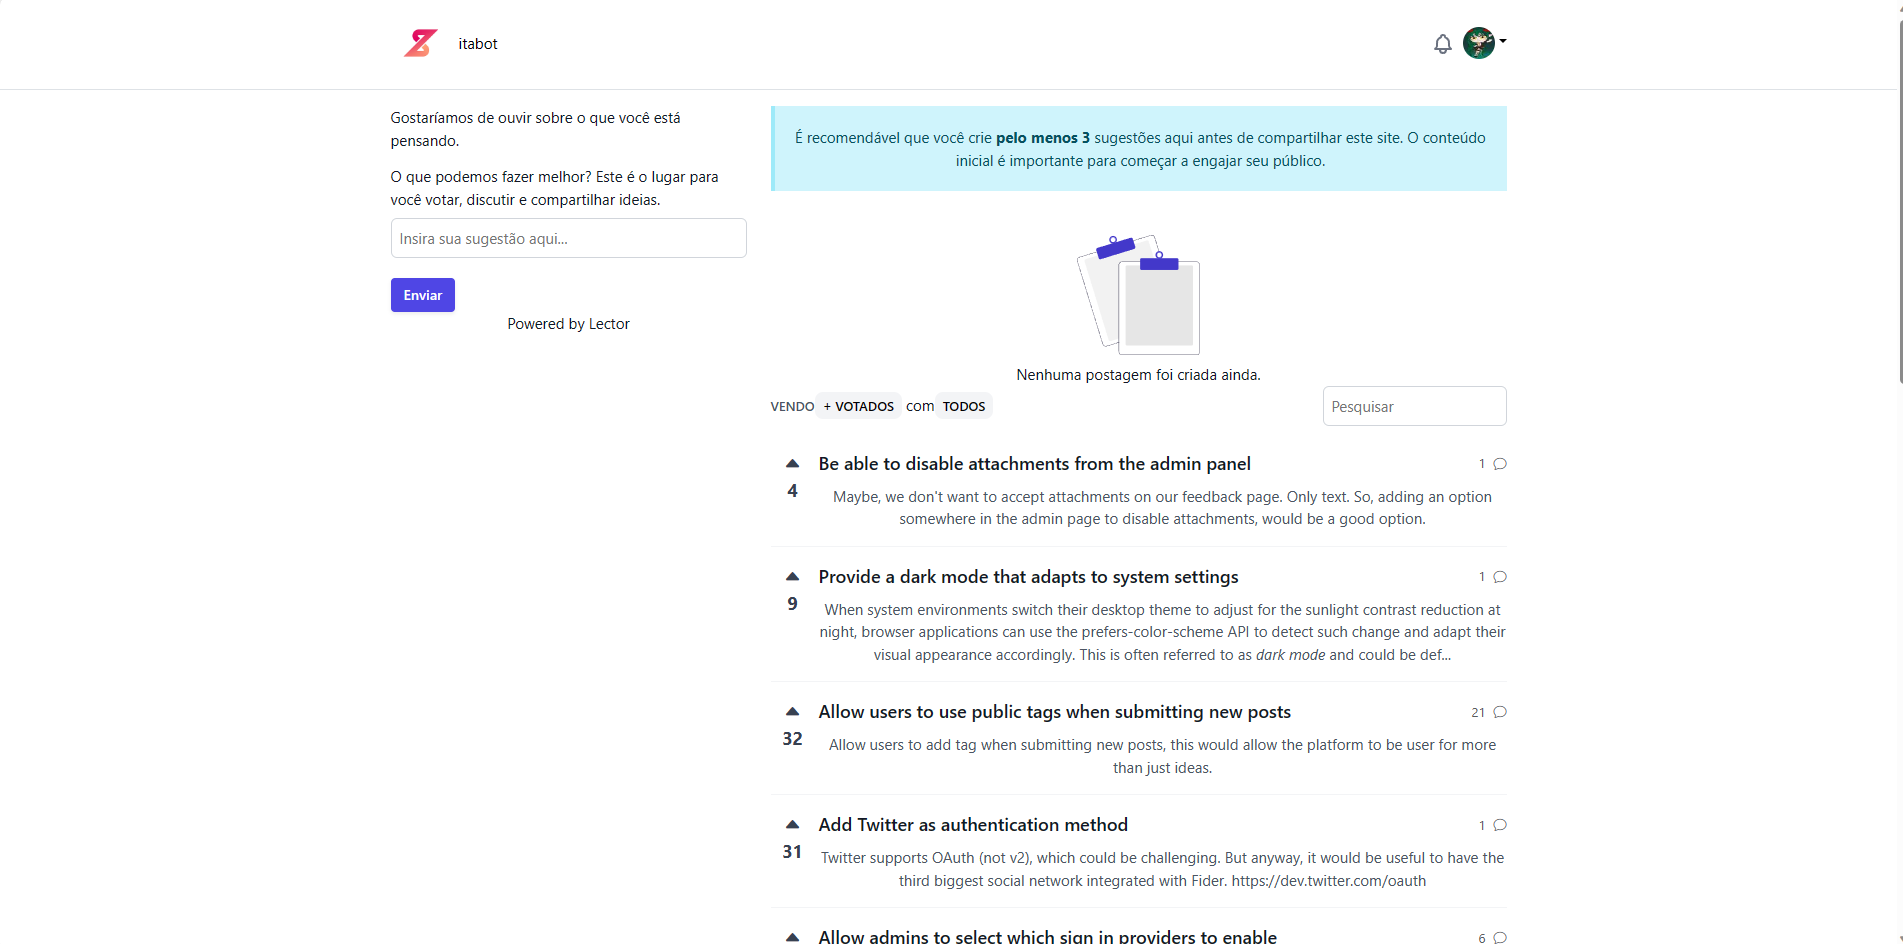 itabot
Gostaríamos de ouvir sobre o que você está
pensando.
O que podemos fazer melhor? Este é o lugar para
você votar, discutir e compartilhar ideias.
Insira sua sugestão aqui...
Enviar
Powered by Lector
É recomendável que você crie pelo menos 3 sugestões aqui antes de compartilhar este site. O conteúdo
inicial é importante para começar a engajar seu público.
Nenhuma postagem foi criada ainda.
VENDO + VOTADOS com TODOS
Pesquisar
Be able to disable attachments from the admin panel
1
4
Maybe, we don't want to accept attachments on our feedback page. Only text. So, adding an option
somewhere in the admin page to disable attachments, would be a good option.
Provide a dark mode that adapts to system settings
1
9
When system environments switch their desktop theme to adjust for the sunlight contrast reduction at
night, browser applications can use the prefers-color-scheme API to detect such change and adapt their
visual appearance accordingly. This is often referred to as dark mode and could be def...
Allow users to use public tags when submitting new posts
21
32
Allow users to add tag when submitting new posts, this would allow the platform to be user for more
than just ideas.
Add Twitter as authentication method
1
31
Twitter supports OAuth (not v2), which could be challenging. But anyway, it would be useful to have the
third biggest social network integrated with Fider. https://dev.twitter.com/oauth
Allow admins to select which sign in providers to enable
6